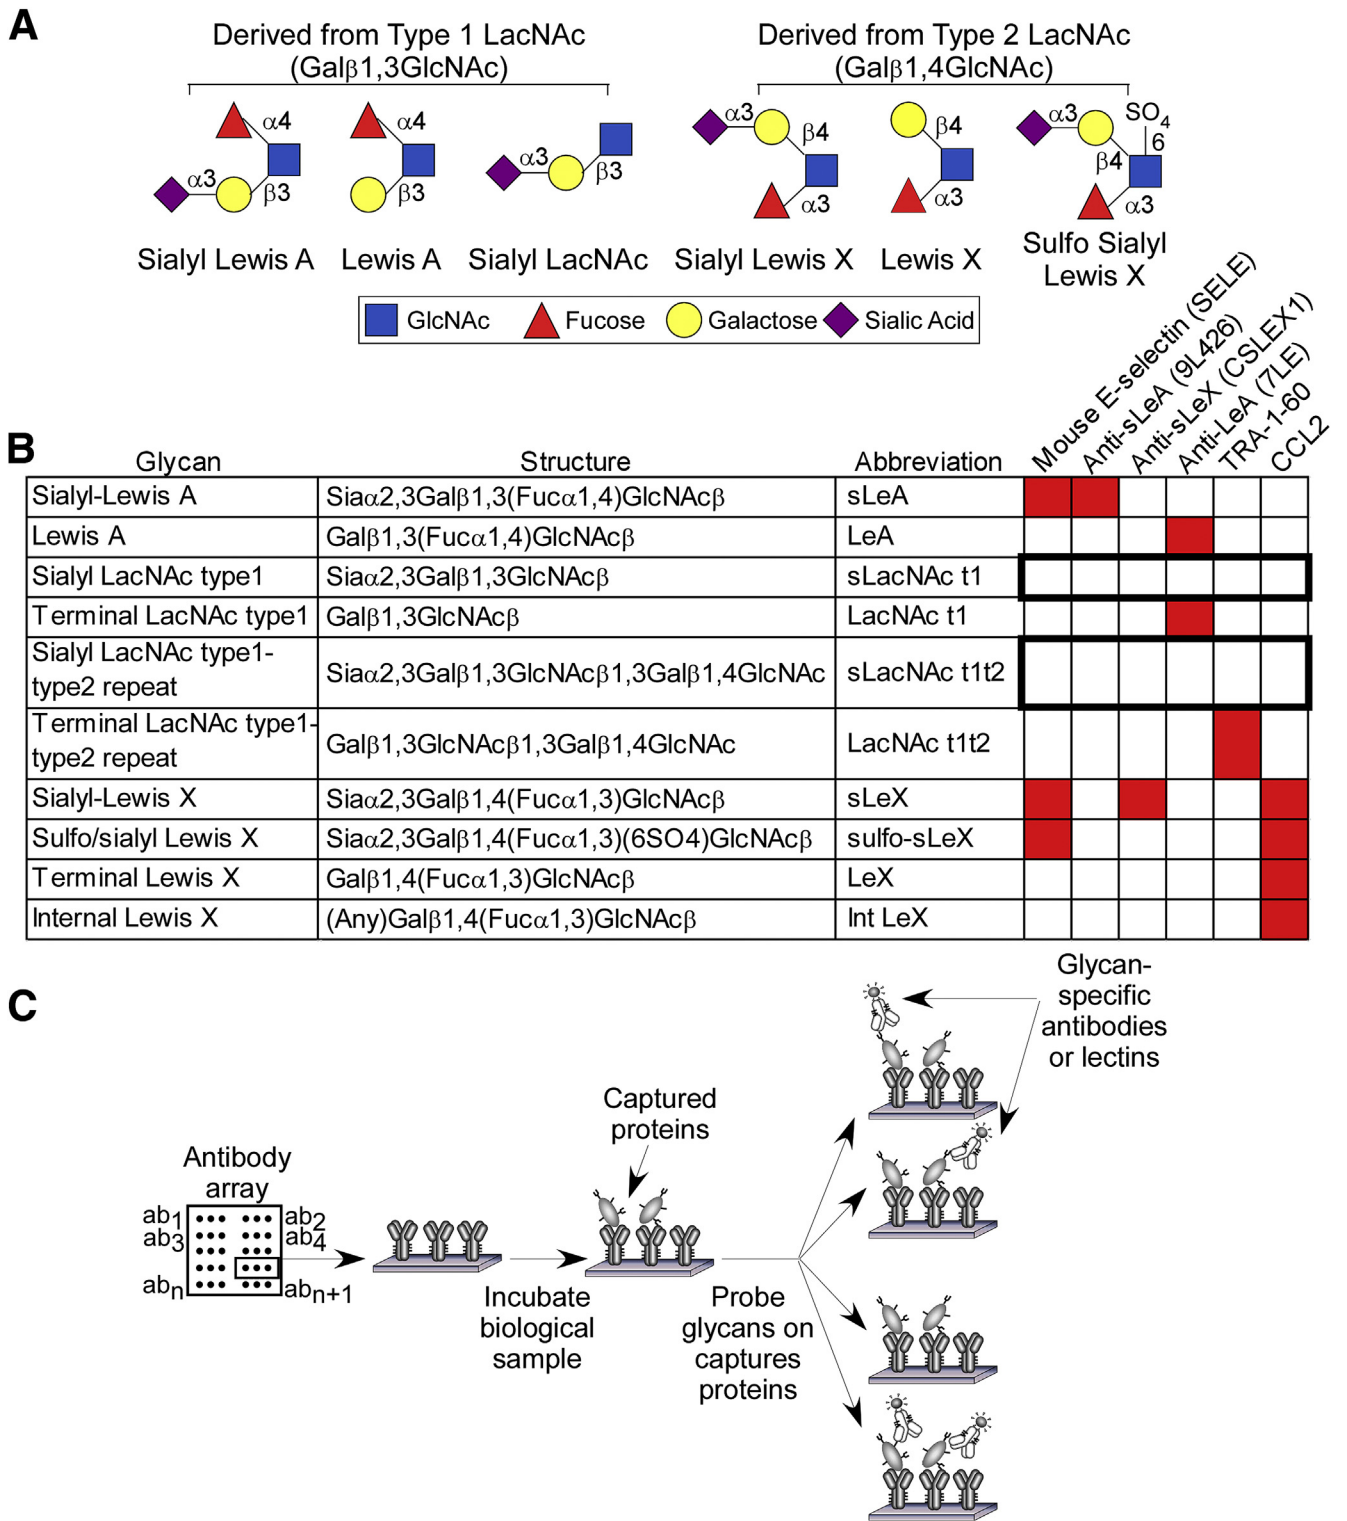 A
Derived from Type 1 LacNAc
(Galβ1,3GlcNAc)
Derived from Type 2 LacNAc
(Galβ1,4GlcNAc)
α4
α3
β3
α4
β3
α3
β3
α3
β4
α3
β4
α3
α3
SO4
6
β4
α3
Sialyl Lewis A
Lewis A
Sialyl LacNAc
Sialyl Lewis X
Lewis X
Sulfo Sialyl
Lewis X
GlcNAc
Fucose
Galactose
Sialic Acid
B
Glycan Structure Abbreviation
Mouse E-selectin (SELE)
Anti-sLeA (9L426)
Anti-sLeX (CSLEX1)
Anti-LeA (7LE)
TRA-1-60
CCL2
Sialyl-Lewis A Siaα2,3Galβ1,3(Fucα1,4)GlcNAcβ sLeA
Lewis A Galβ1,3(Fucα1,4)GlcNAcβ LeA
Sialyl LacNAc type1 Siaα2,3Galβ1,3GlcNAcβ sLacNAc t1
Terminal LacNAc type1 Galβ1,3GlcNAcβ LacNAc t1
Sialyl LacNAc type1-
type2 repeat
Siaα2,3Galβ1,3GlcNAcβ1,3Galβ1,4GlcNAc sLacNAc t1t2
Terminal LacNAc type1-
type2 repeat
Galβ1,3GlcNAcβ1,3Galβ1,4GlcNAc LacNAc t1t2
Sialyl-Lewis X Siaα2,3Galβ1,4(Fucα1,3)GlcNAcβ sLeX
Sulfo/sialyl Lewis X Siaα2,3Galβ1,4(Fucα1,3)(6SO4)GlcNAcβ sulfo-sLeX
Terminal Lewis X Galβ1,4(Fucα1,3)GlcNAcβ LeX
Internal Lewis X (Any)Galβ1,4(Fucα1,3)GlcNAcβ Int LeX
C
Antibody
array
ab1 ab2
ab3 ab4
abn abn+1
Incubate
biological
sample
Captured
proteins
Probe
glycans on
captures
proteins
Glycan-
specific
antibodies
or lectins